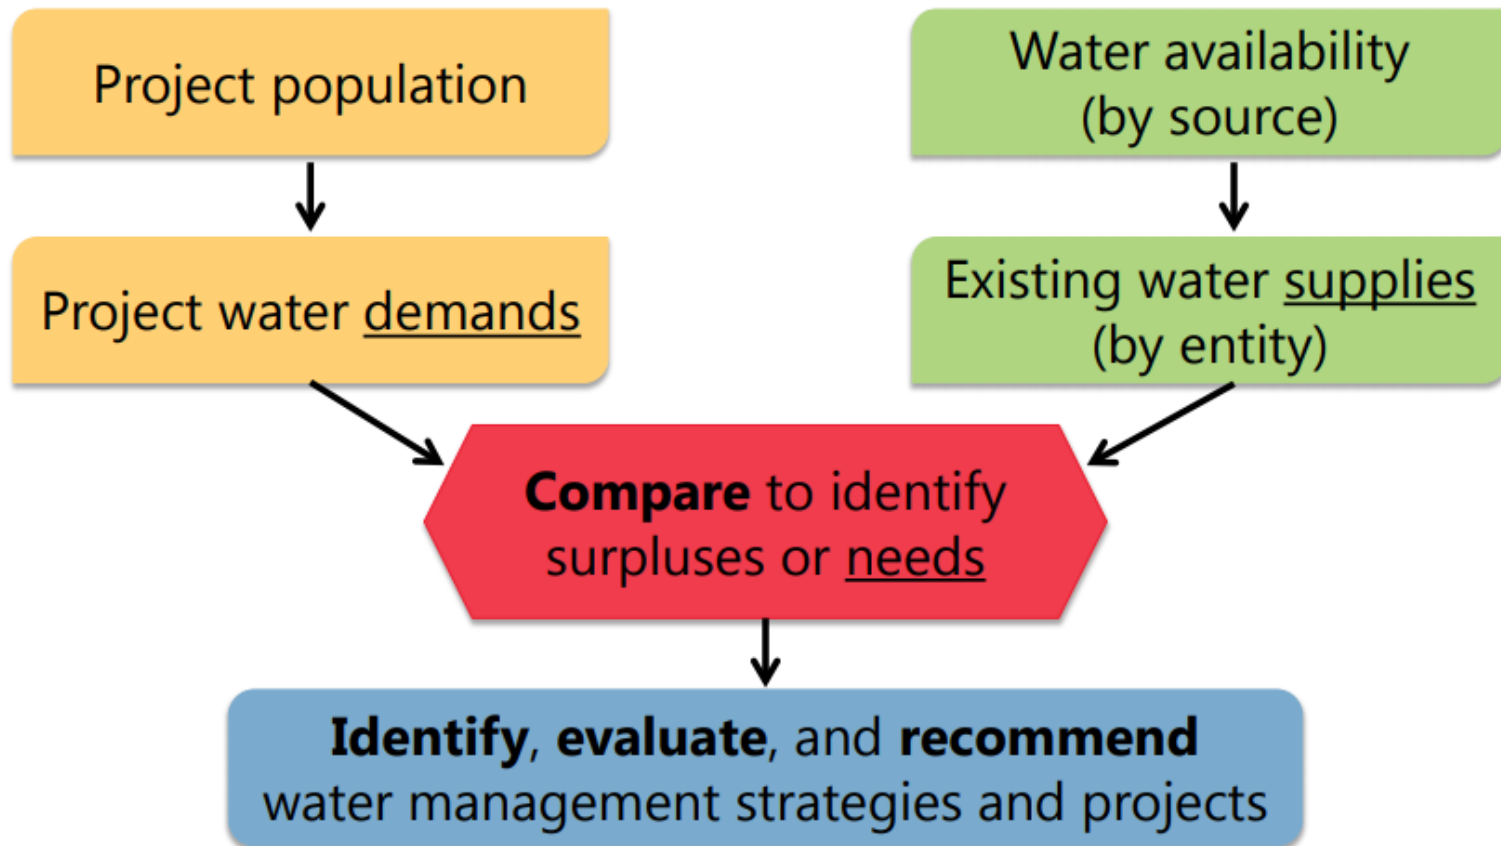 Project population
Water availability
(by source)
Project water demands
Existing water supplies
(by entity)
Compare to identify
surpluses or needs
Identify, evaluate, and recommend
water management strategies and projects